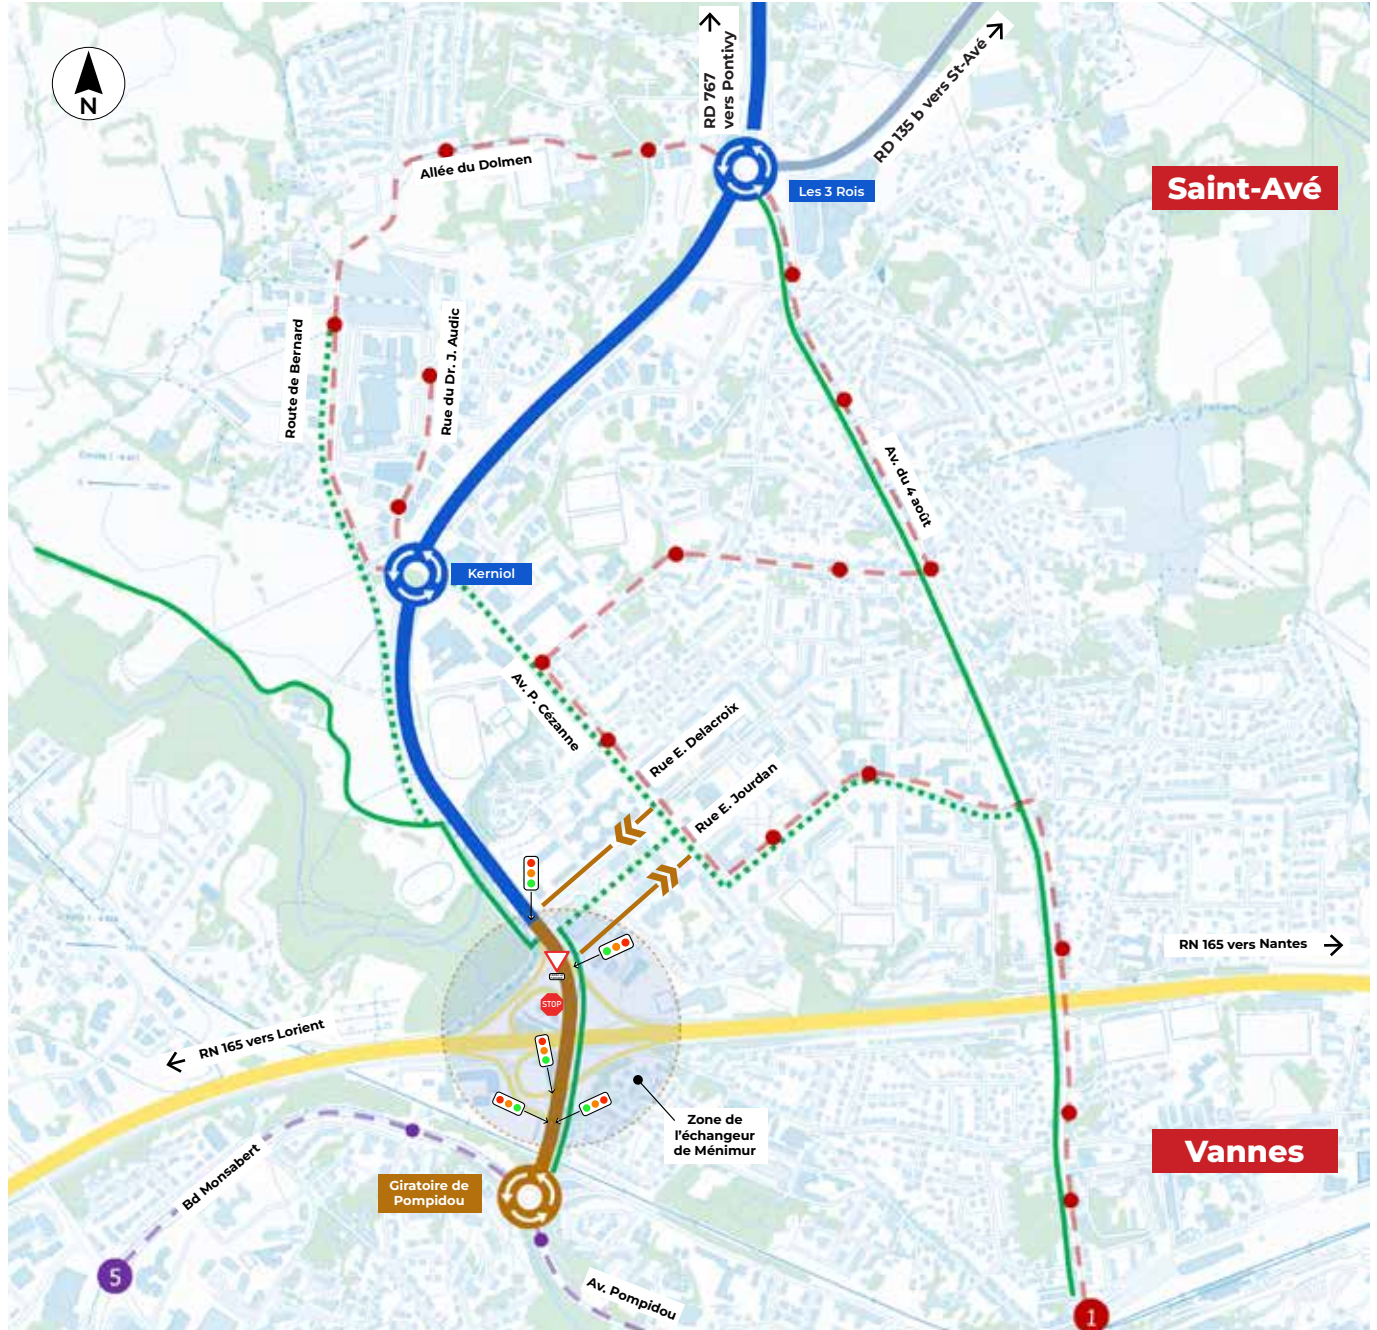 N
RD 767
vers Pontivy
RD 135 b vers St-Avé
Allée du Dolmen
Les 3 Rois
Saint-Avé
Route de Bernard
Rue du Dr. J. Audic
Av. du 4 août
Kerniol
Av. P. Cézanne
Rue E. Delacroix
Rue E. Jourdan
RN 165 vers Nantes
STOP
RN 165 vers Lorient
Zone de
l'échangeur
de Ménimur
Vannes
Bd Monsabert
Giratoire de
Pompidou
5
Av. Pompidou
1